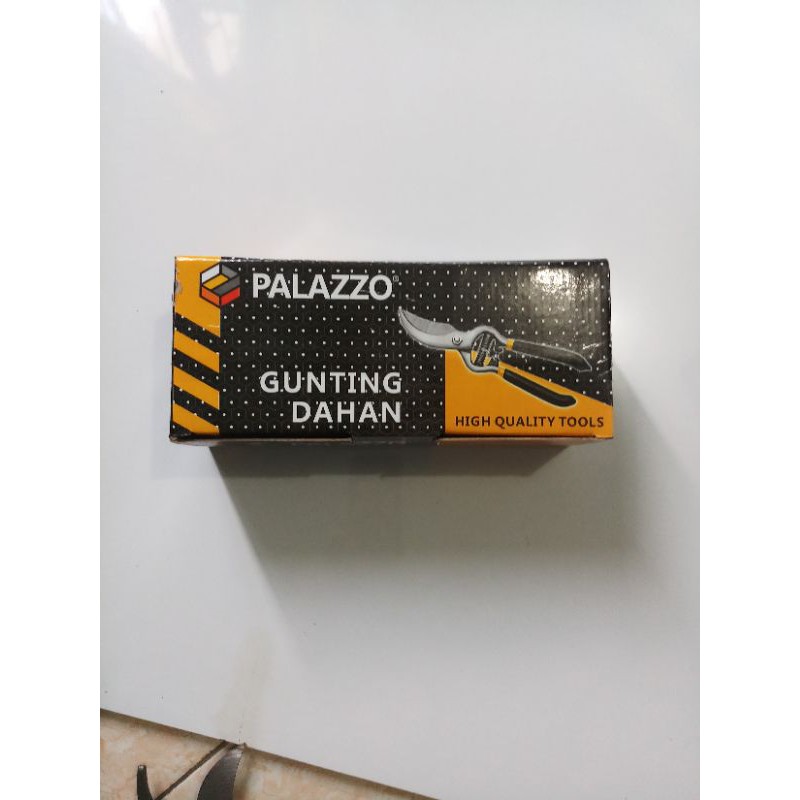 PALAZZO®
GUNTING
DAHAN
HIGH QUALITY TOOLS